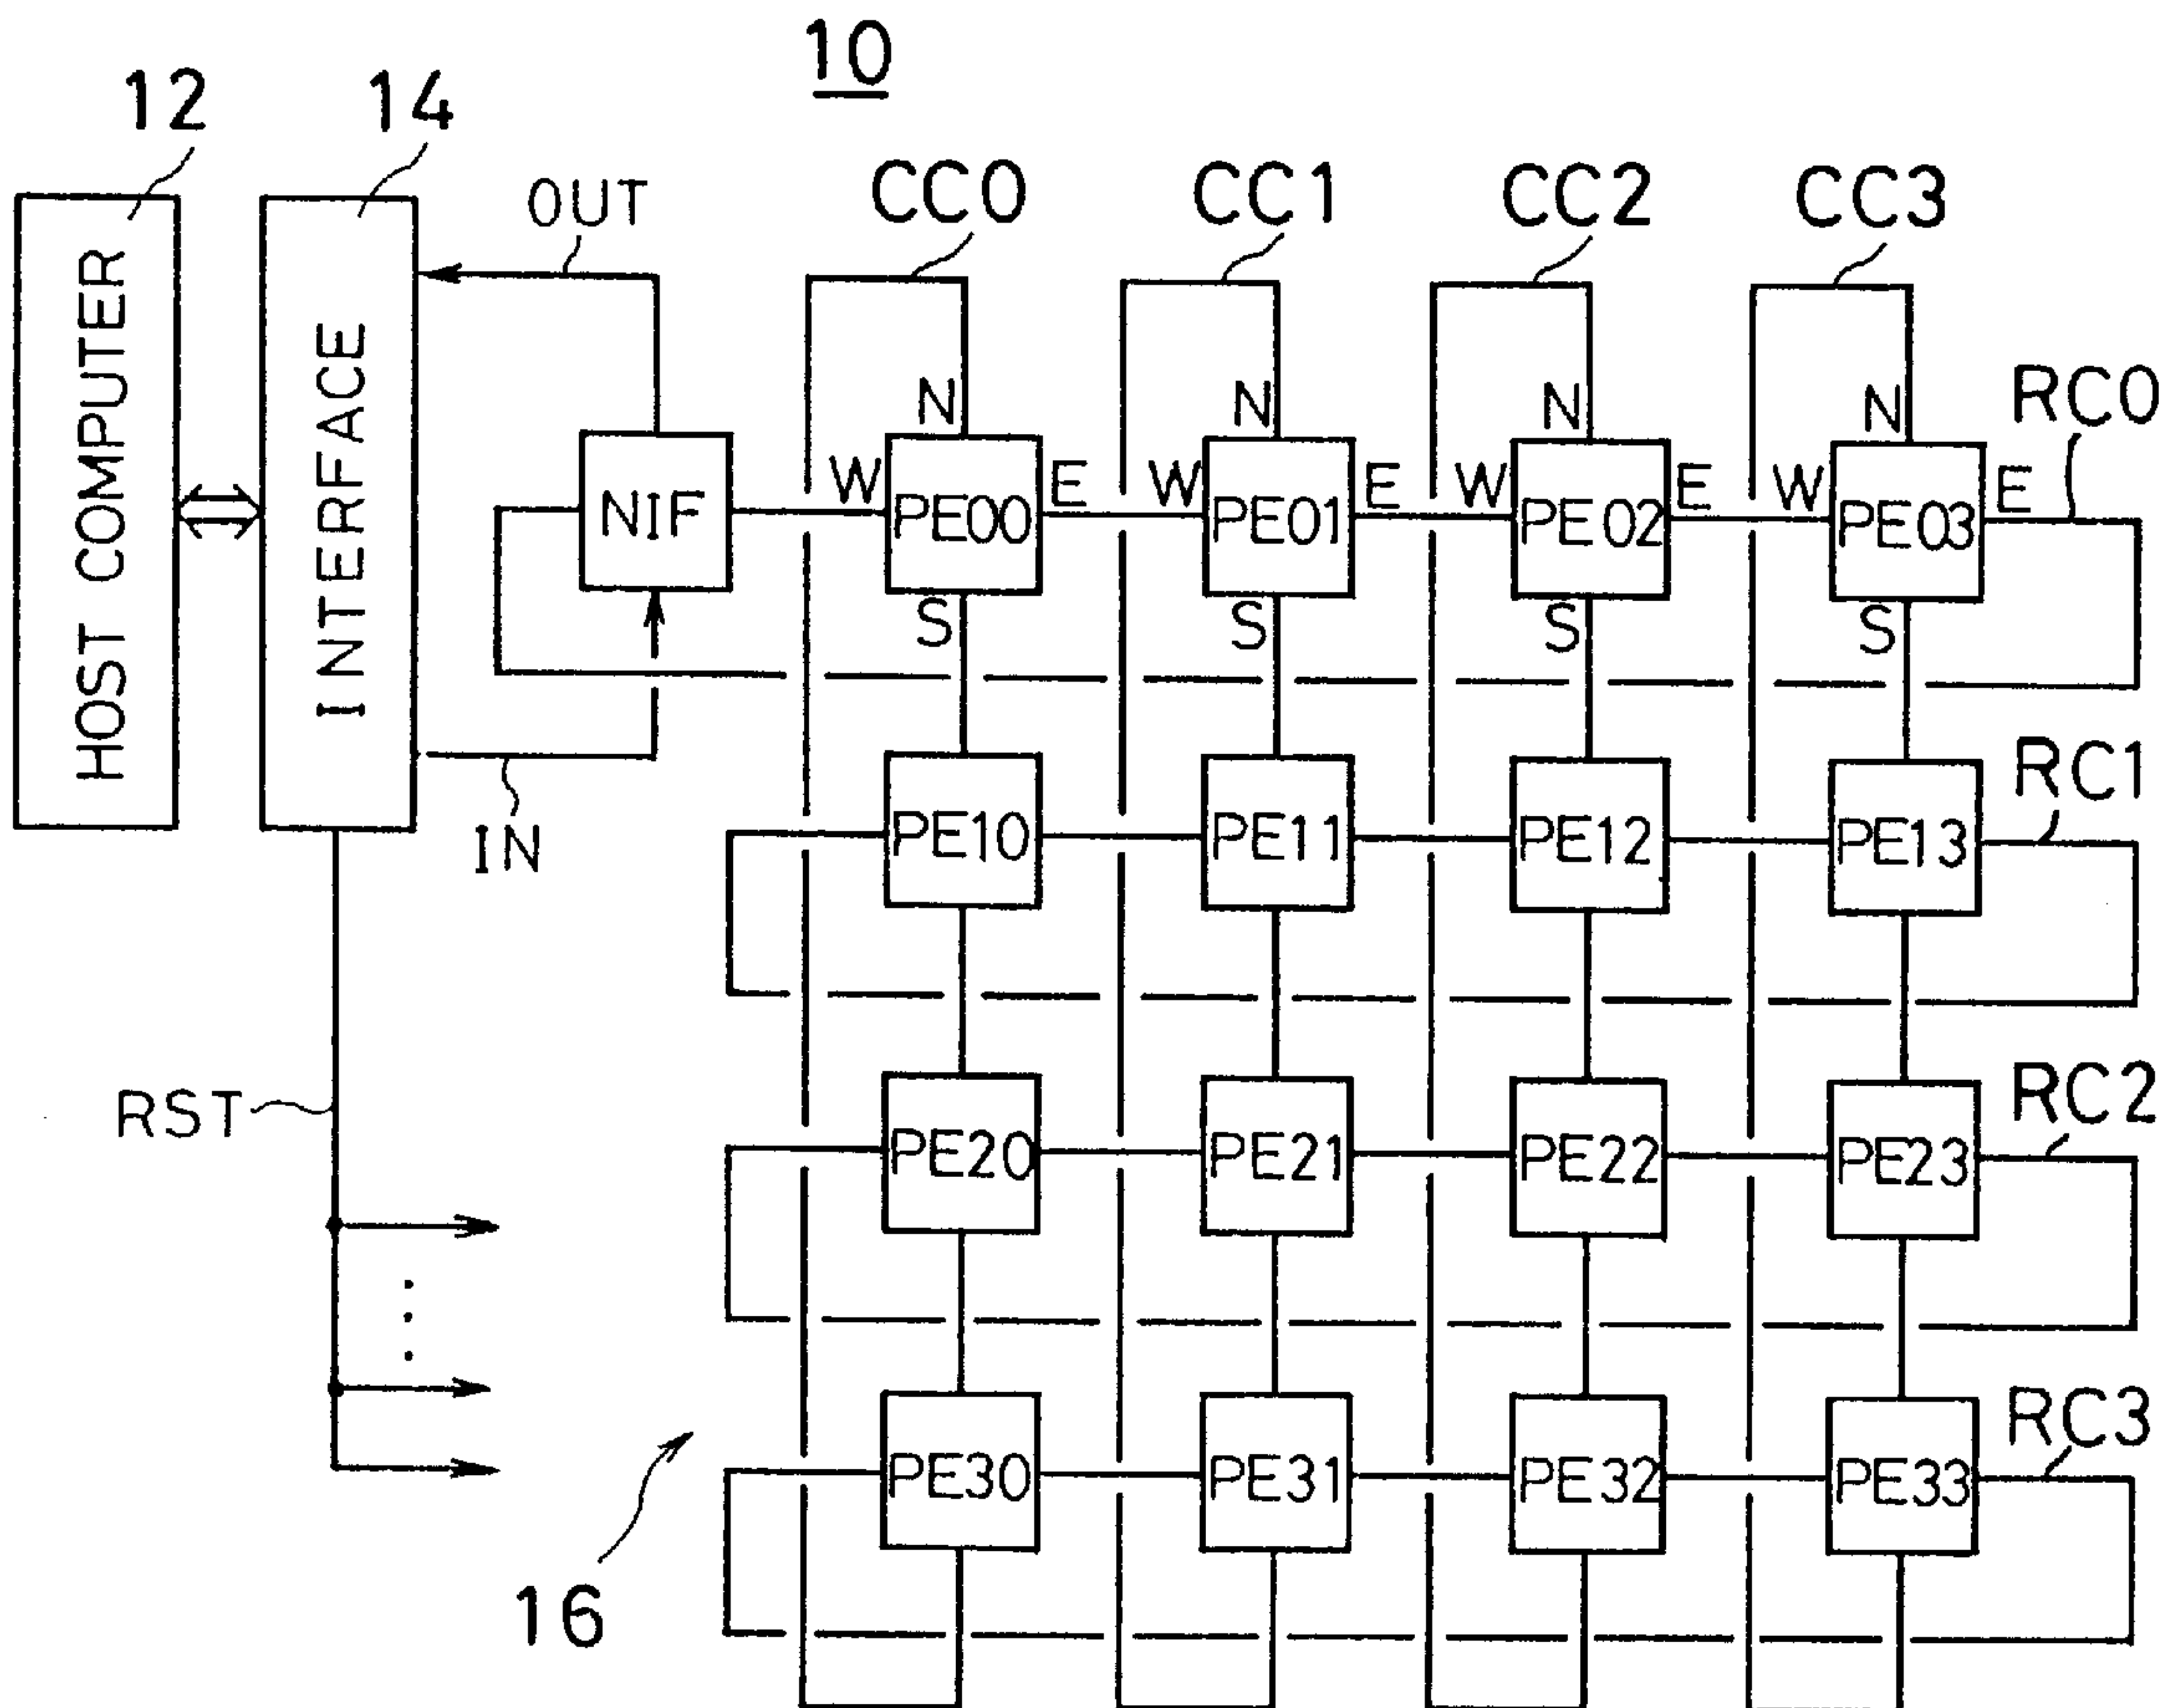 10
12
14
OUT
CC0
CC1
CC2
CC3
HOST COMPUTER
INTERFACE
N
N
N
N
RC0
NIF
W
PE00
E
W
PE01
E
W
PE02
E
W
PE03
E
S
S
S
S
IN
PE10
PE11
PE12
PE13
RC1
RST
PE20
PE21
PE22
PE23
RC2
PE30
PE31
PE32
PE33
RC3
16